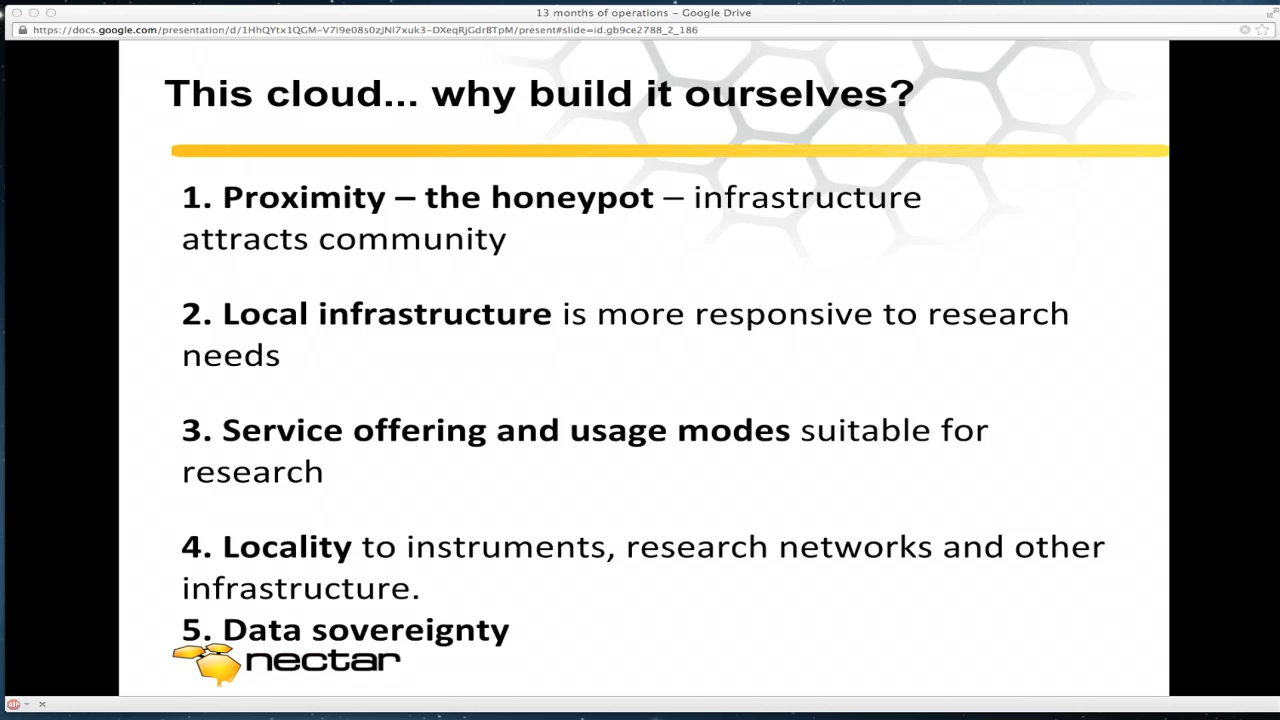 13 months of operations – Google Drive
https://docs.google.com/presentation/d/1HhQYtx1QGM-V7l9e08s0zJNl7xuk3-DXeqRjGdrBTpM/present#slide=id.gb9ce2788_2_186
This cloud... why build it ourselves?
1. Proximity – the honeypot – infrastructure
attracts community
2. Local infrastructure is more responsive to research
needs
3. Service offering and usage modes suitable for
research
4. Locality to instruments, research networks and other
infrastructure.
5. Data sovereignty
nectar
ABP